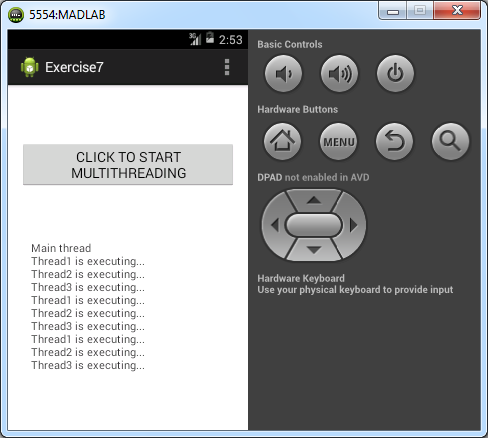 5554:MADLAB
3G 2:53
Exercise7
CLICK TO START
MULTITHREADING
Main thread
Thread1 is executing...
Thread2 is executing...
Thread3 is executing...
Thread1 is executing...
Thread2 is executing...
Thread3 is executing...
Thread1 is executing...
Thread2 is executing...
Thread3 is executing...
Basic Controls
Hardware Buttons
MENU
DPAD not enabled in AVD
Hardware Keyboard
Use your physical keyboard to provide input